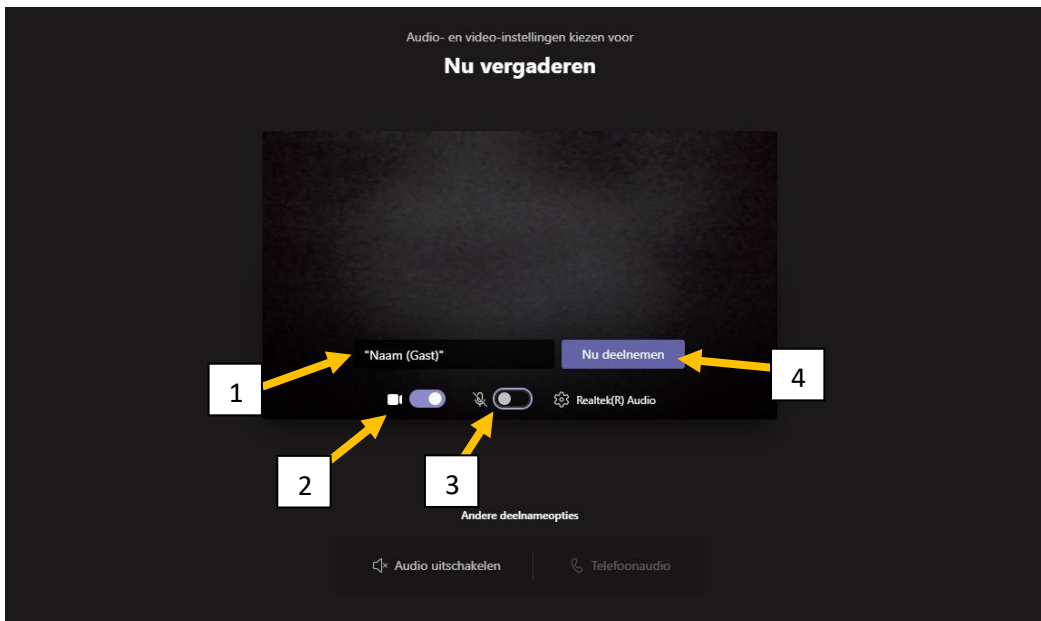 Audio- en video-instellingen kiezen voor
Nu vergaderen
"Naam (Gast)"
Nu deelnemen
1
4
Realtek(R) Audio
2
3
Andere deelnameopties
Audio uitschakelen
Telefoonaudio